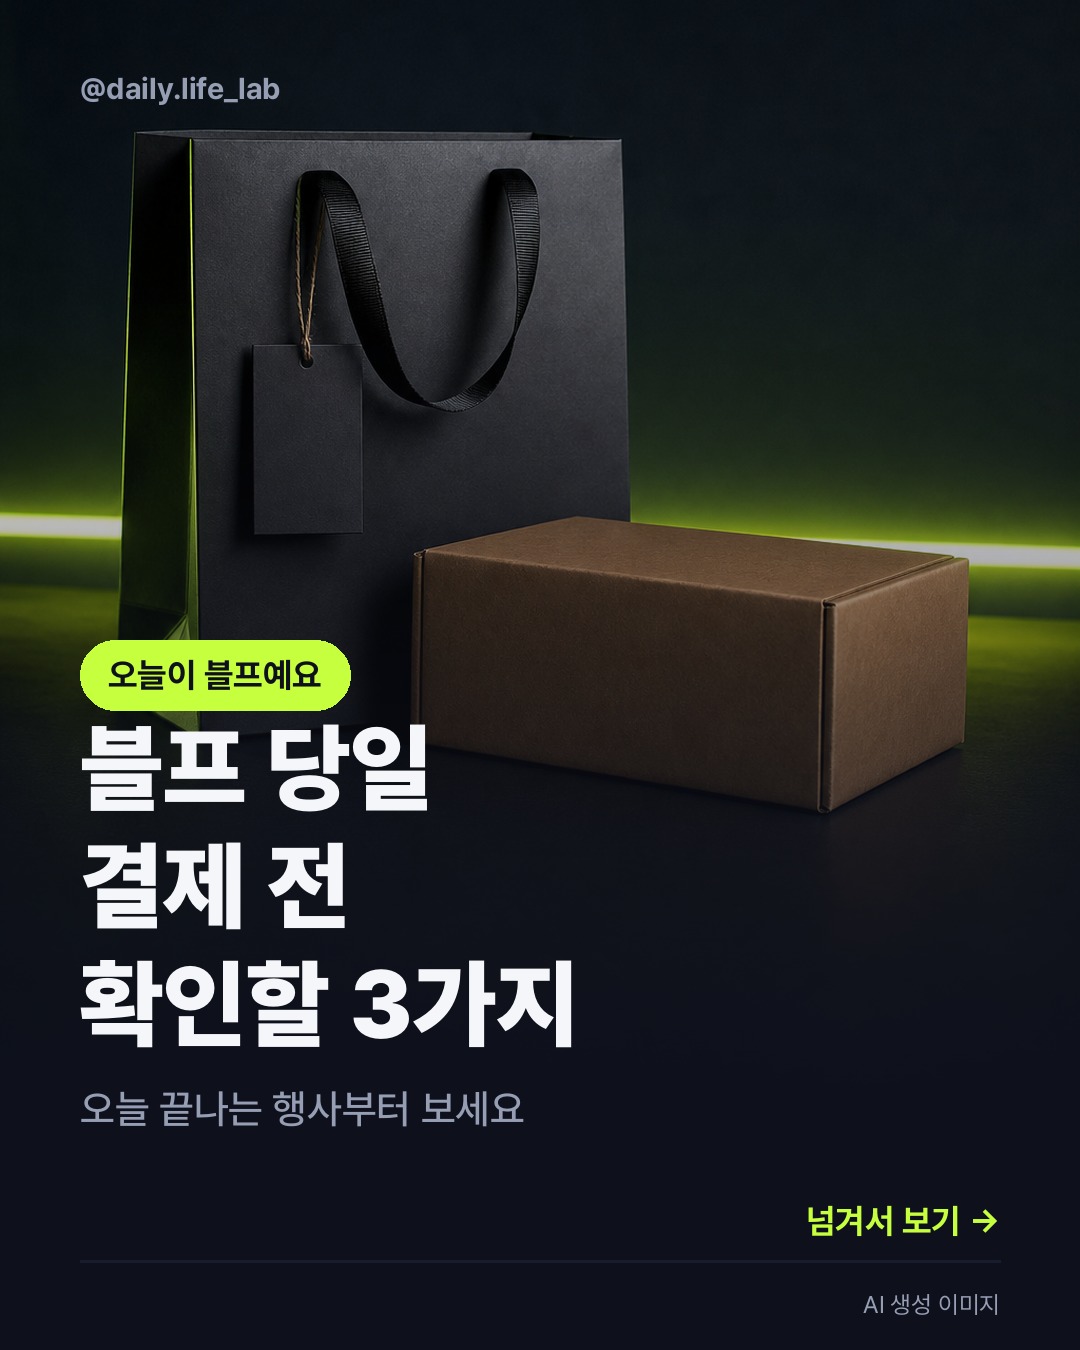 @daily.life_lab
오늘이 블프예요
블프 당일
결제 전
확인할 3가지
오늘 끝나는 행사부터 보세요
넘겨서 보기 →
AI 생성 이미지